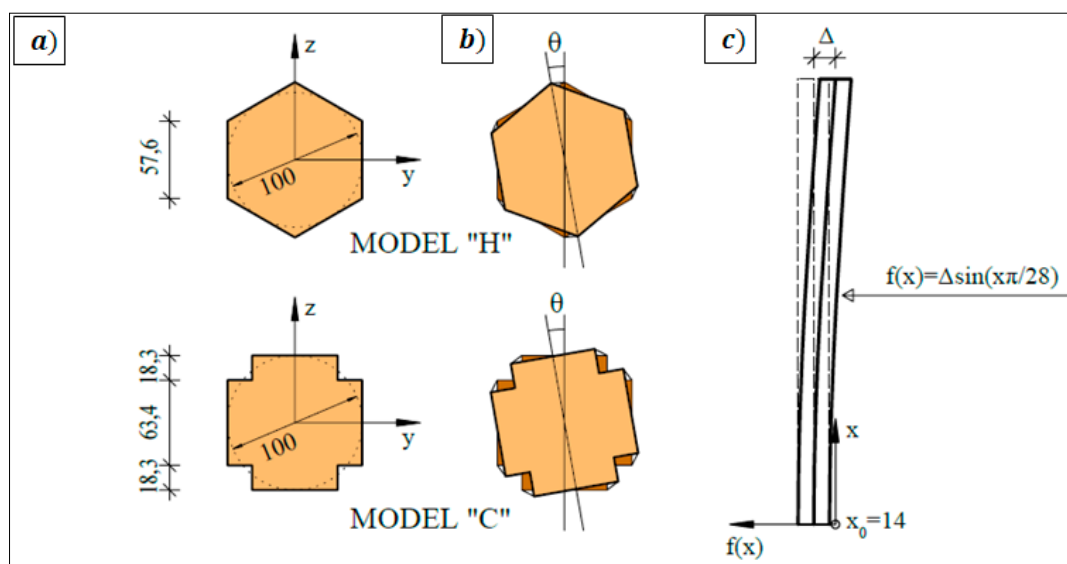 a)
z
57,6
100
y
MODEL "H"
z
18,3
63,4
18,3
100
y
MODEL "C"
b)
θ
θ
c)
Δ
f(x)=Δsin(xπ/28)
x
x₀=14
f(x)